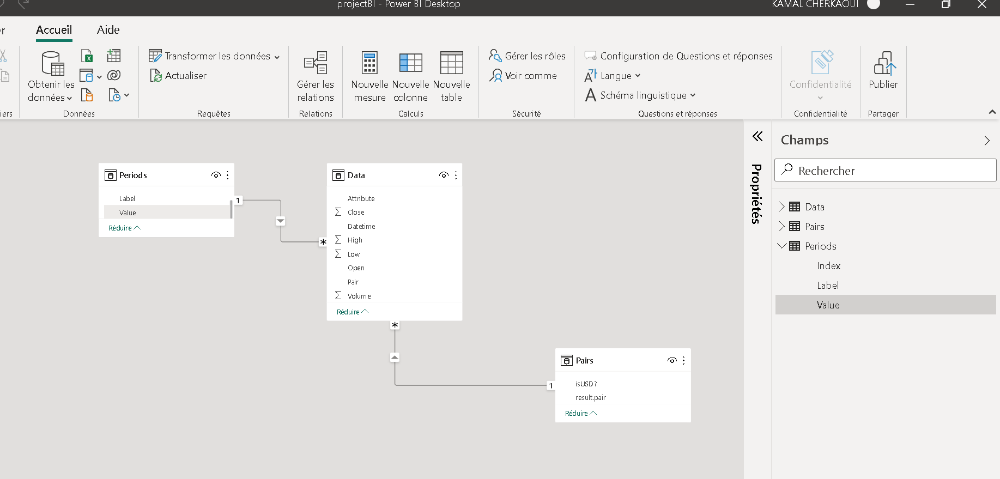 projectBI - Power BI Desktop
KAMAL CHERKAOUI
Accueil
Aide
Obtenir les
données
Données
Transformer les données
Actualiser
Requêtes
Gérer les
relations
Relations
Nouvelle
mesure
Nouvelle
colonne
Nouvelle
table
Calculs
Gérer les rôles
Voir comme
Sécurité
Configuration de Questions et réponses
Langue
Schéma linguistique
Questions et réponses
Confidentialité
Confidentialité
Publier
Partager
Periods
Label
Value
Réduire
1
*
Data
Attribute
Close
Datetime
High
Low
Open
Pair
Volume
Réduire
*
1
Pairs
isUSD?
result.pair
Réduire
Propriétés
Champs
Rechercher
Data
Pairs
Periods
Index
Label
Value